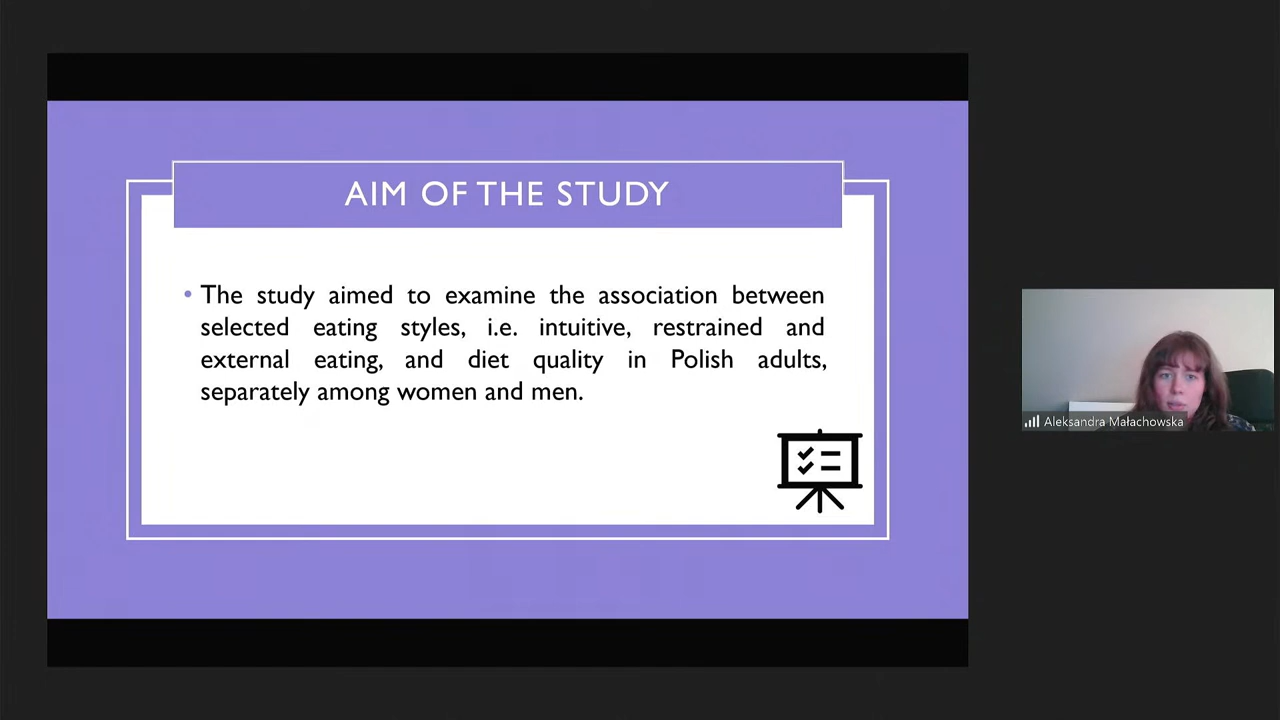 AIM OF THE STUDY
• The study aimed to examine the association between
selected eating styles, i.e. intuitive, restrained and
external eating, and diet quality in Polish adults,
separately among women and men.
Aleksandra Małachowska